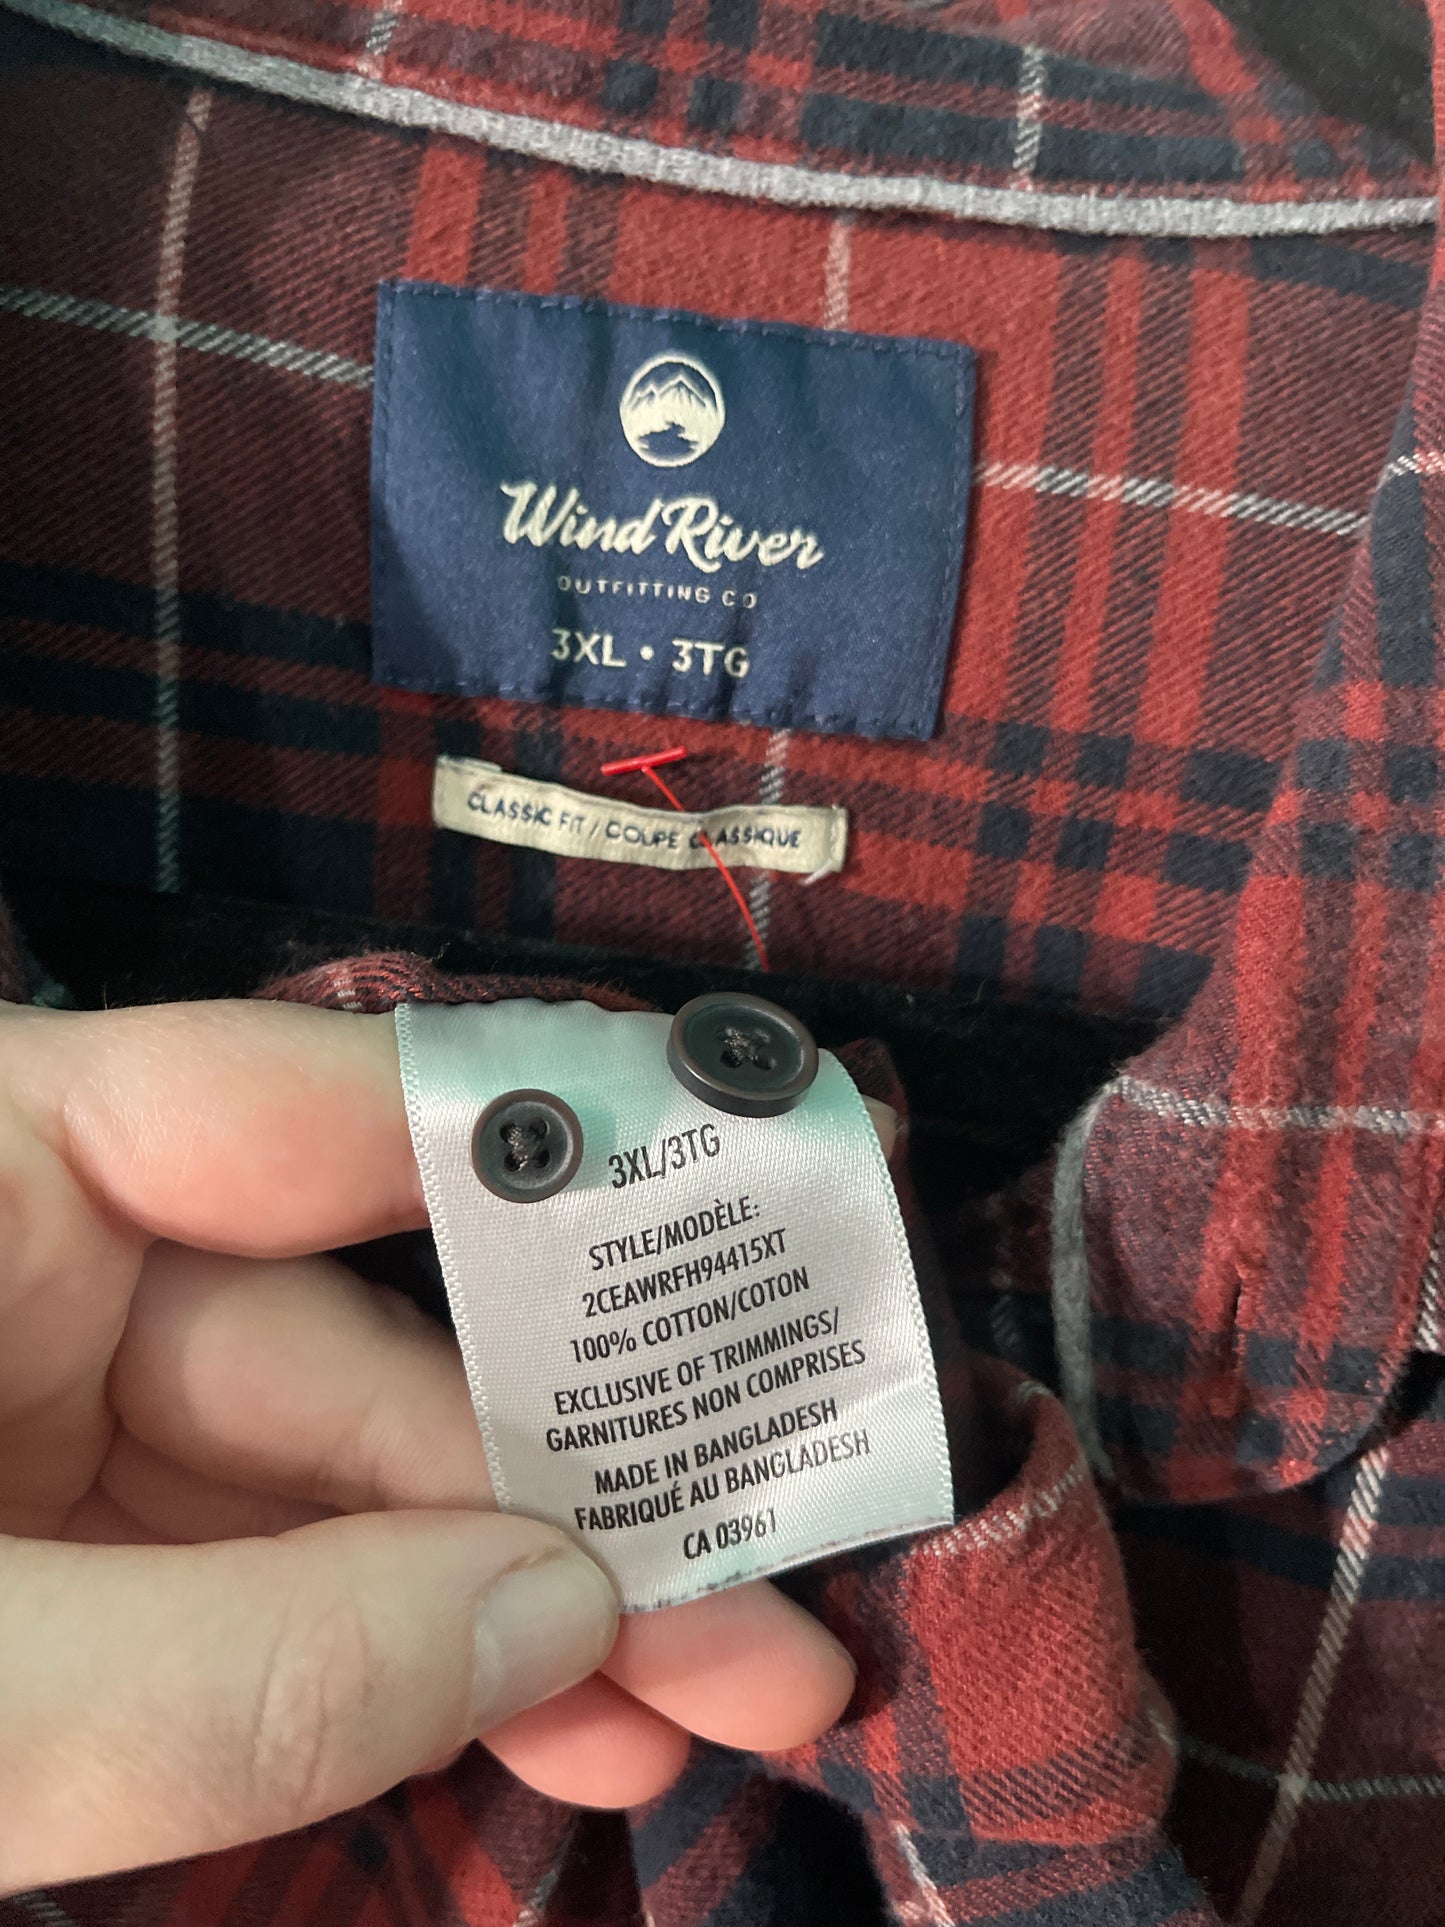 Wind River
OUTFITTING CO
3XL • 3TG
CLASSIC FIT / COUPE CLASSIQUE
3XL/3TG
STYLE/MODÈLE:
2CEAWRFH94415XT
100% COTTON/COTON
EXCLUSIVE OF TRIMMINGS/
GARNITURES NON COMPRISES
MADE IN BANGLADESH
FABRIQUÉ AU BANGLADESH
CA 03961